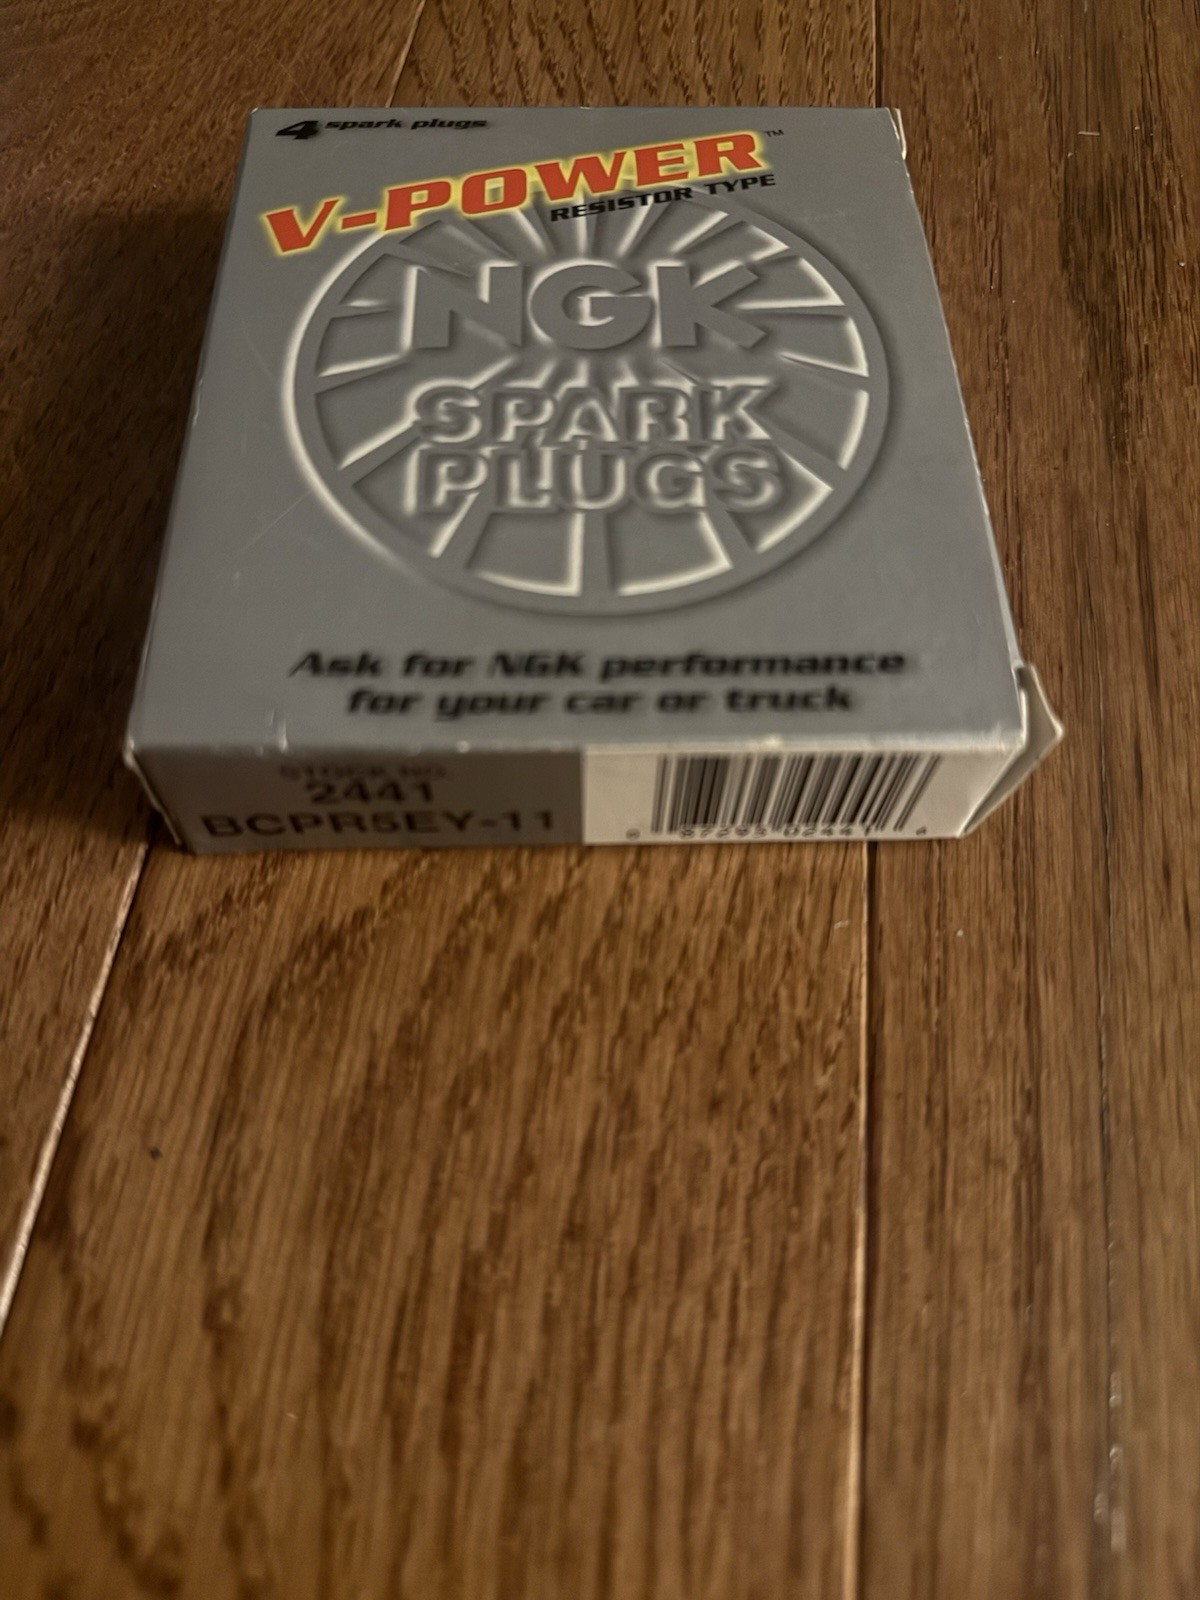 4 spark plugs
V-POWER™
RESISTOR TYPE
NGK
SPARK
PLUGS
Ask for NGK performance
for your car or truck
STOCK NO.
2441
BCPR5EY-11